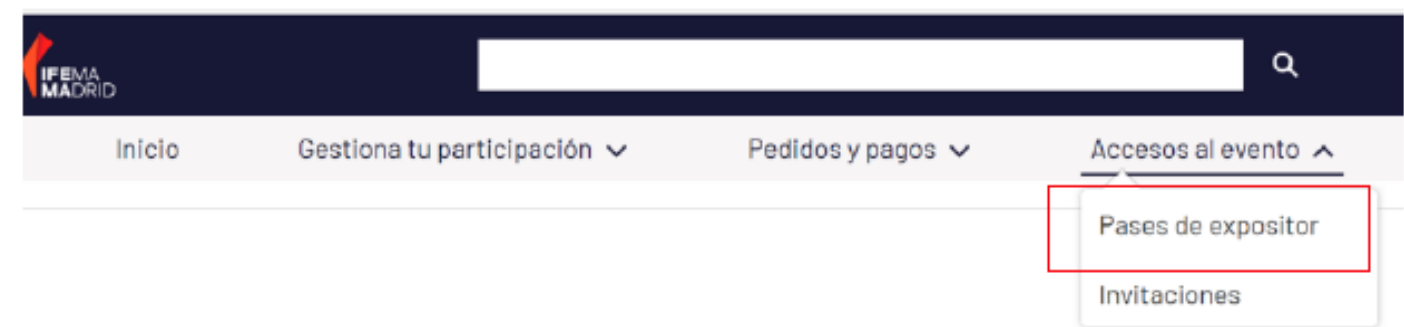 IFEMA
MADRID
Inicio
Gestiona tu participación
Pedidos y pagos
Accesos al evento
Pases de expositor
Invitaciones